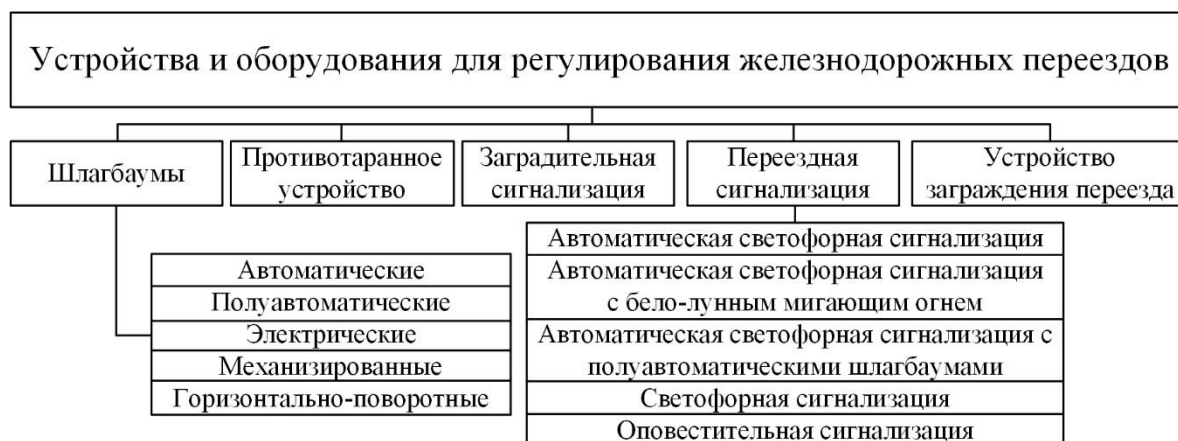 Устройства и оборудования для регулирования железнодорожных переездов
Шлагбаумы
Противотаранное
устройство
Заградительная
сигнализация
Переездная
сигнализация
Устройство
заграждения переезда
Автоматические
Полуавтоматические
Электрические
Механизированные
Горизонтально-поворотные
Автоматическая светофорная сигнализация
Автоматическая светофорная сигнализация
с бело-лунным мигающим огнем
Автоматическая светофорная сигнализация с
полуавтоматическими шлагбаумами
Светофорная сигнализация
Оповестительная сигнализация